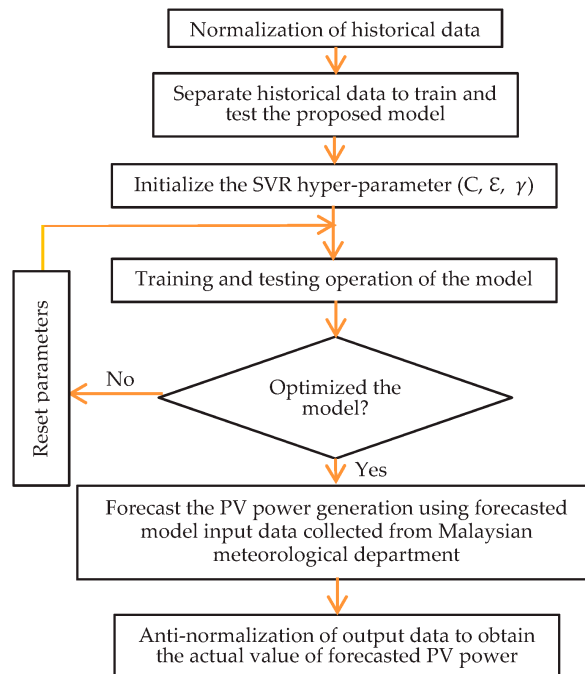 Normalization of historical data
Separate historical data to train and
test the proposed model
Initialize the SVR hyper-parameter (C, Ɛ, γ)
Training and testing operation of the model
Reset parameters
No
Optimized the
model?
Yes
Forecast the PV power generation using forecasted
model input data collected from Malaysian
meteorological department
Anti-normalization of output data to obtain
the actual value of forecasted PV power